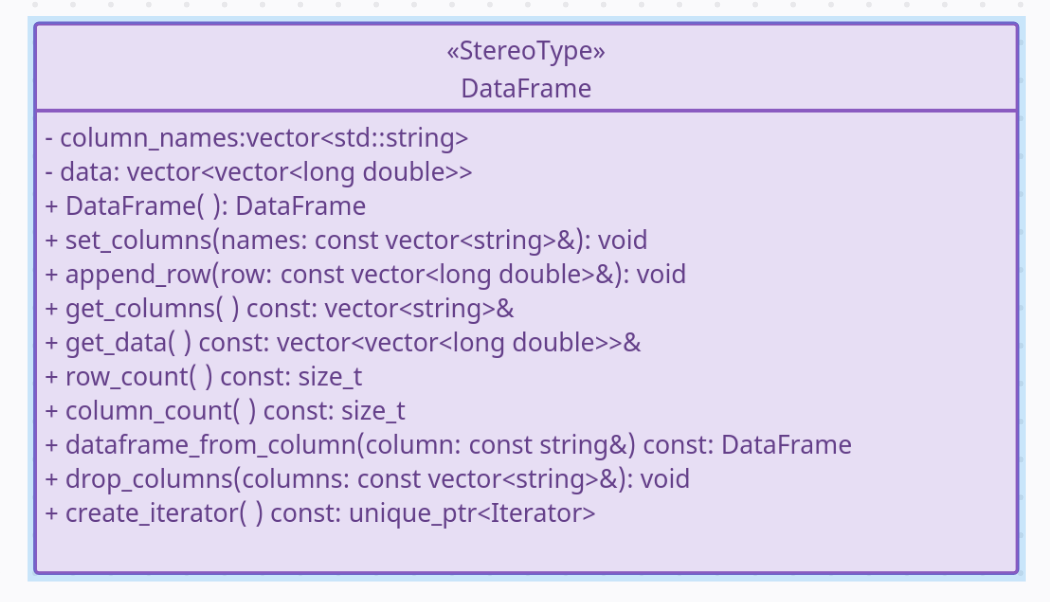 «StereoType»
DataFrame
- column_names:vector<std::string>
- data: vector<vector<long double>>
+ DataFrame( ): DataFrame
+ set_columns(names: const vector<string>&): void
+ append_row(row: const vector<long double>&): void
+ get_columns( ) const: vector<string>&
+ get_data( ) const: vector<vector<long double>>&
+ row_count( ) const: size_t
+ column_count( ) const: size_t
+ dataframe_from_column(column: const string&) const: DataFrame
+ drop_columns(columns: const vector<string>&): void
+ create_iterator( ) const: unique_ptr<Iterator>